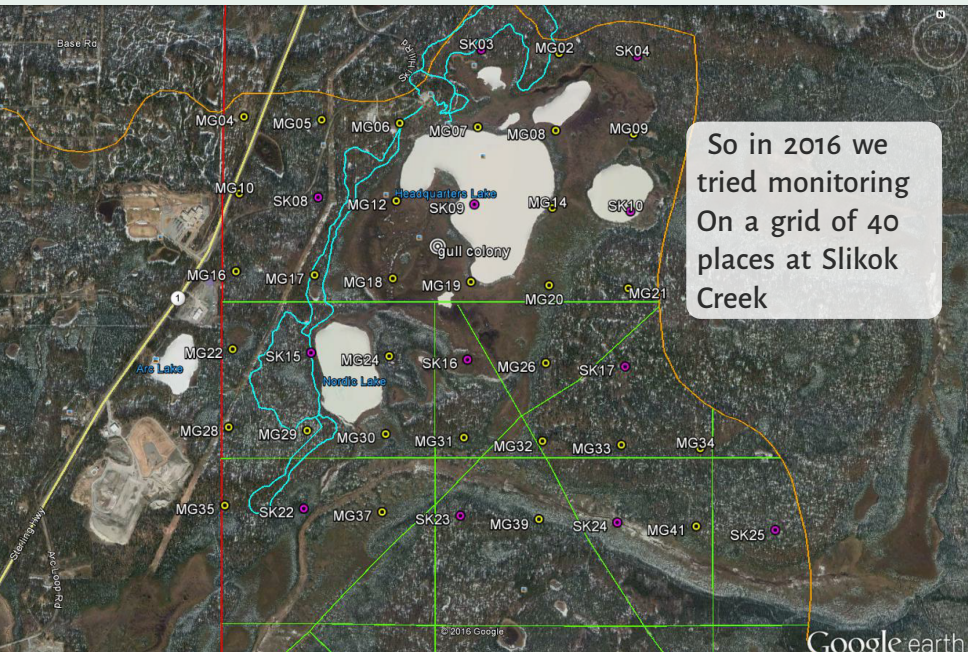 N
Base Rd
Ski Hill Rd
SK03
MG02
SK04
MG04
MG05
MG06
MG07
MG08
MG09
So in 2016 we
tried monitoring
On a grid of 40
places at Slikok
Creek
MG10
SK08
MG12
Headquarters Lake
SK09
MG14
SK10
gull colony
MG16
MG17
MG18
MG19
MG20
MG21
1
MG22
SK15
MG24
SK16
MG26
SK17
Arc Lake
Nordic Lake
MG28
MG29
MG30
MG31
MG32
MG33
MG34
MG35
SK22
MG37
SK23
MG39
SK24
MG41
SK25
Sterling Hwy
Arc Loop Rd
© 2016 Google
Google earth